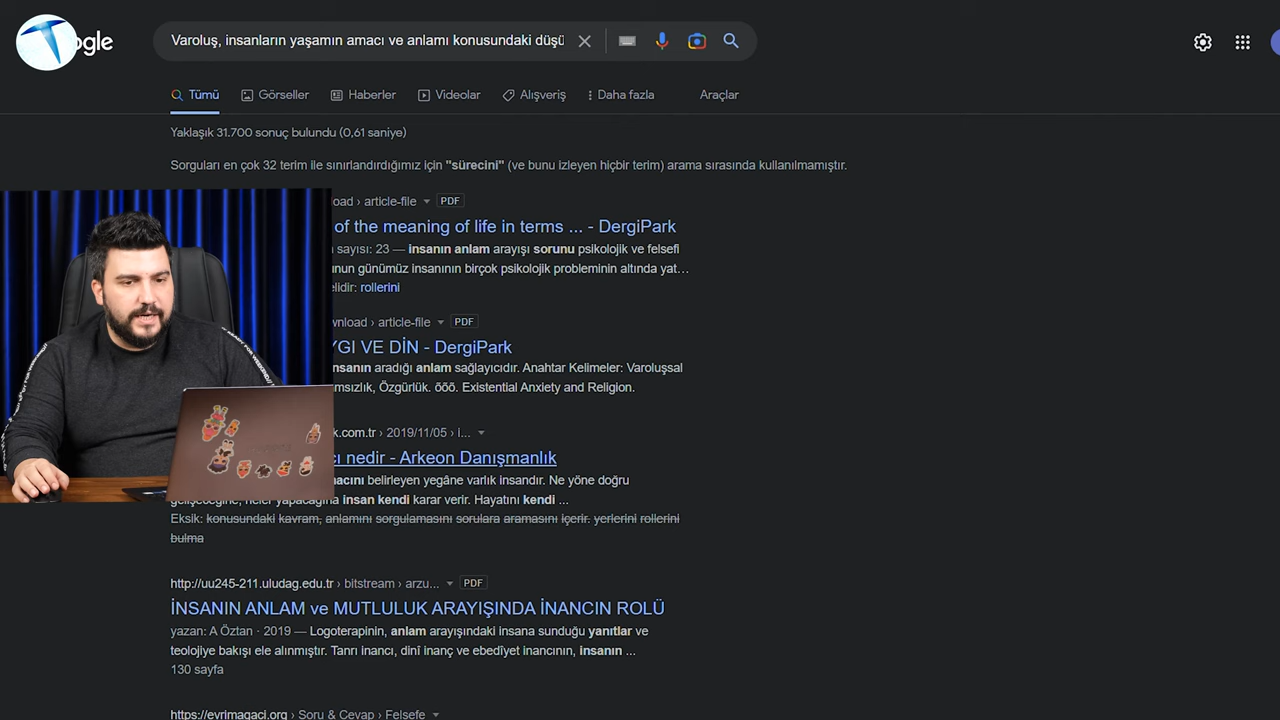 ogle
Varoluş, insanların yaşamın amacı ve anlamı konusundaki düşü
Tümü Görseller Haberler Videolar Alışveriş Daha fazla Araçlar
Yaklaşık 31.700 sonuç bulundu (0,61 saniye)
Sorguları en çok 32 terim ile sınırlandırdığımız için "sürecini" (ve bunu izleyen hiçbir terim) arama sırasında kullanılmamıştır.
oad › article-file PDF
of the meaning of life in terms ... - DergiPark
sayısı: 23 — insanın anlam arayışı sorunu psikolojik ve felsefi
unun günümüz insanının birçok psikolojik probleminin altında yat…
elidir: rollerini
wnload › article-file PDF
YGI VE DİN - DergiPark
nsanın aradığı anlam sağlayıcıdır. Anahtar Kelimeler: Varoluşsal
msızlık, Özgürlük. õõõ. Existential Anxiety and Religion.
k.com.tr › 2019/11/05 › i...
cı nedir - Arkeon Danışmanlık
macını belirleyen yegâne varlık insandır. Ne yöne doğru
gelişeceğine, neler yapacağına insan kendi karar verir. Hayatını kendi ...
Eksik: konusundaki kavram, anlamını sorgulamasını sorulara aramasını içerir. yerlerini rollerini
bulma
http://uu245-211.uludag.edu.tr › bitstream › arzu... PDF
İNSANIN ANLAM ve MUTLULUK ARAYIŞINDA İNANCIN ROLÜ
yazan: A Öztan · 2019 — Logoterapinin, anlam arayışındaki insana sunduğu yanıtlar ve
teolojiye bakışı ele alınmıştır. Tanrı inancı, dinî inanç ve ebedîyet inancının, insanın ...
130 sayfa
https://evrimagaci.org › Soru & Cevap › Felsefe